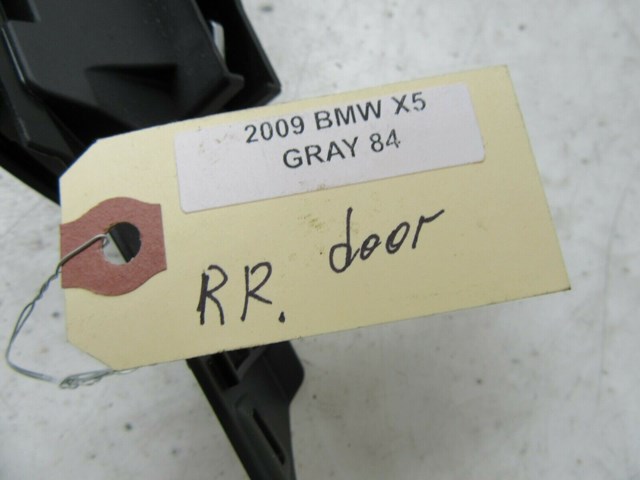 2009 BMW X5
GRAY 84
RR. door